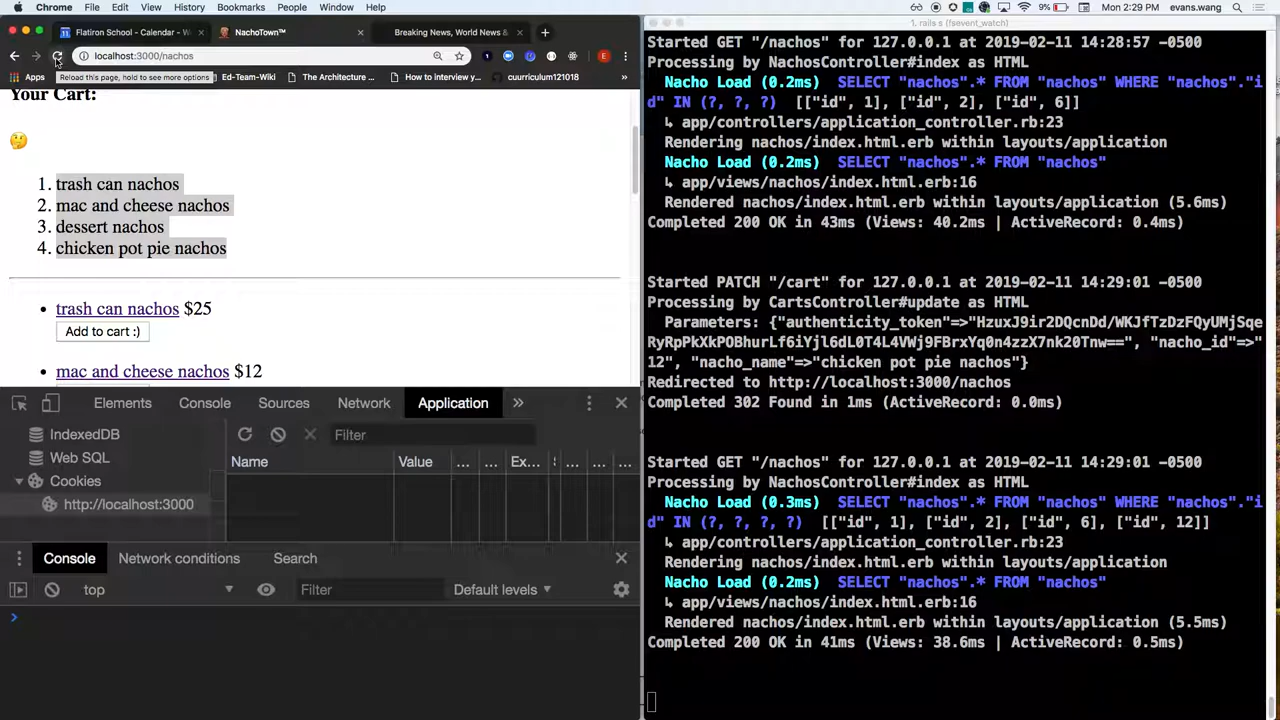 Chrome File Edit View History Bookmarks People Window Help 9% Mon 2:29 PM evans.wang
Flatiron School - Calendar - W
NachoTown™
Breaking News, World News &
localhost:3000/nachos
Apps
Reload this page, hold to see more options
Ed-Team-Wiki
The Architecture ...
How to interview y...
cuurriculum121018
Your Cart:
🤔
1. trash can nachos
2. mac and cheese nachos
3. dessert nachos
4. chicken pot pie nachos
• trash can nachos $25
Add to cart :)
• mac and cheese nachos $12
Elements Console Sources Network Application »
IndexedDB
Web SQL
Cookies
http://localhost:3000
Filter
Name Value ... ... Ex... ... ... ...
Console Network conditions Search
top Filter Default levels
1. rails s (fsevent_watch)
Started GET "/nachos" for 127.0.0.1 at 2019-02-11 14:28:57 -0500
Processing by NachosController#index as HTML
Nacho Load (0.2ms) SELECT "nachos".* FROM "nachos" WHERE "nachos"."i
d" IN (?, ?, ?) [["id", 1], ["id", 2], ["id", 6]]
↳ app/controllers/application_controller.rb:23
Rendering nachos/index.html.erb within layouts/application
Nacho Load (0.2ms) SELECT "nachos".* FROM "nachos"
↳ app/views/nachos/index.html.erb:16
Rendered nachos/index.html.erb within layouts/application (5.6ms)
Completed 200 OK in 43ms (Views: 40.2ms | ActiveRecord: 0.4ms)
Started PATCH "/cart" for 127.0.0.1 at 2019-02-11 14:29:01 -0500
Processing by CartsController#update as HTML
Parameters: {"authenticity_token"=>"HzuxJ9ir2DQcnDd/WKJfTzDzFQyUMjSqe
RyRpPkXkPOBhurLf6iYjl6dL0T4L4VWj9FBrxYq0n4zzX7nk20Tnw==", "nacho_id"=>"
12", "nacho_name"=>"chicken pot pie nachos"}
Redirected to http://localhost:3000/nachos
Completed 302 Found in 1ms (ActiveRecord: 0.0ms)
Started GET "/nachos" for 127.0.0.1 at 2019-02-11 14:29:01 -0500
Processing by NachosController#index as HTML
Nacho Load (0.3ms) SELECT "nachos".* FROM "nachos" WHERE "nachos"."i
d" IN (?, ?, ?, ?) [["id", 1], ["id", 2], ["id", 6], ["id", 12]]
↳ app/controllers/application_controller.rb:23
Rendering nachos/index.html.erb within layouts/application
Nacho Load (0.2ms) SELECT "nachos".* FROM "nachos"
↳ app/views/nachos/index.html.erb:16
Rendered nachos/index.html.erb within layouts/application (5.5ms)
Completed 200 OK in 41ms (Views: 38.6ms | ActiveRecord: 0.5ms)